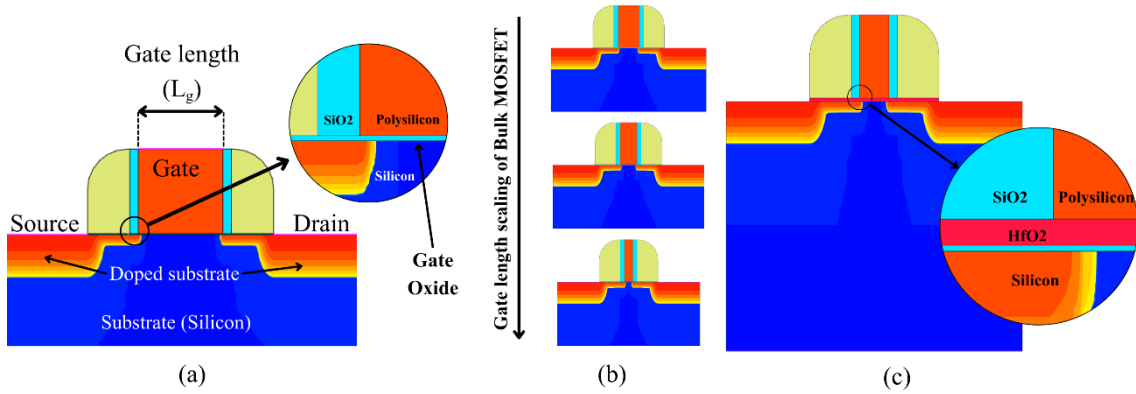 Gate length
(Lg)
Gate
Source
Drain
Doped substrate
Substrate (Silicon)
SiO2
Polysilicon
Silicon
Gate
Oxide
(a)
Gate length scaling of Bulk MOSFET
(b)
SiO2
Polysilicon
HfO2
Silicon
(c)